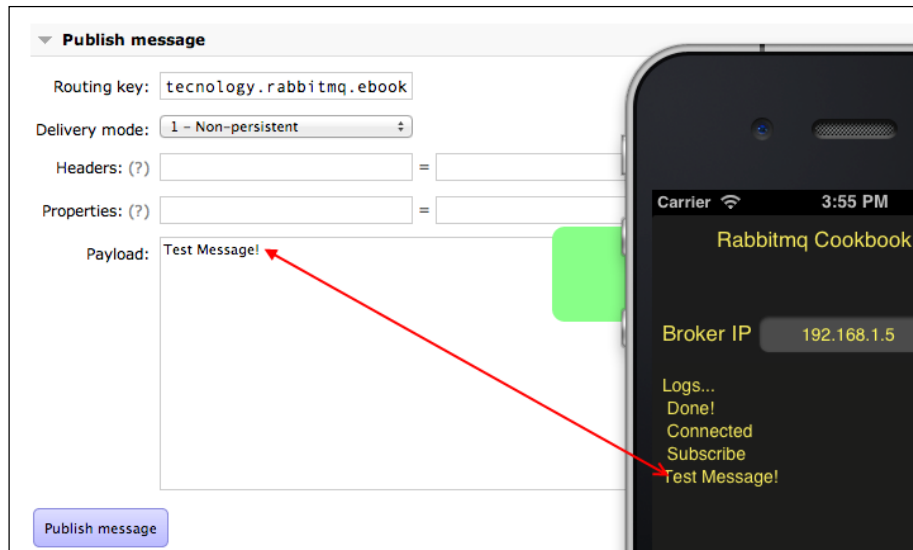 Publish message
Routing key: tecnology.rabbitmq.ebook
Delivery mode: 1 - Non-persistent
Headers: (?) =
Properties: (?) =
Payload: Test Message!
Publish message
Carrier 3:55 PM
Rabbitmq Cookbook
Broker IP 192.168.1.5
Logs...
Done!
Connected
Subscribe
Test Message!